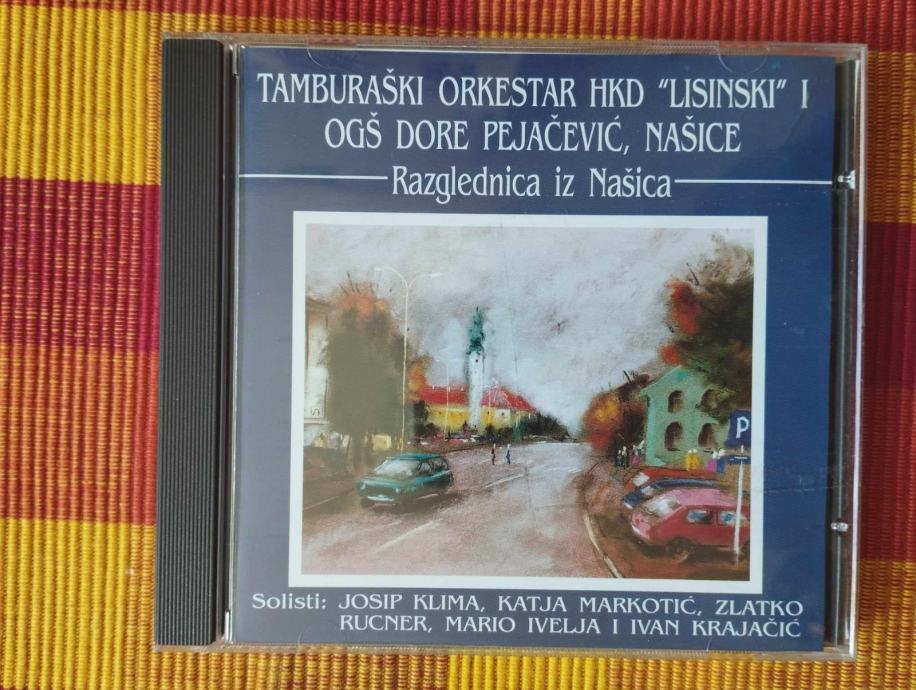 TAMBURAŠKI ORKESTAR HKD "LISINSKI" I
OGŠ DORE PEJAČEVIĆ, NAŠICE
Razglednica iz Našica
P
Solisti: JOSIP KLIMA, KATJA MARKOTIĆ, ZLATKO
RUCNER, MARIO IVELJA I IVAN KRAJAČIĆ